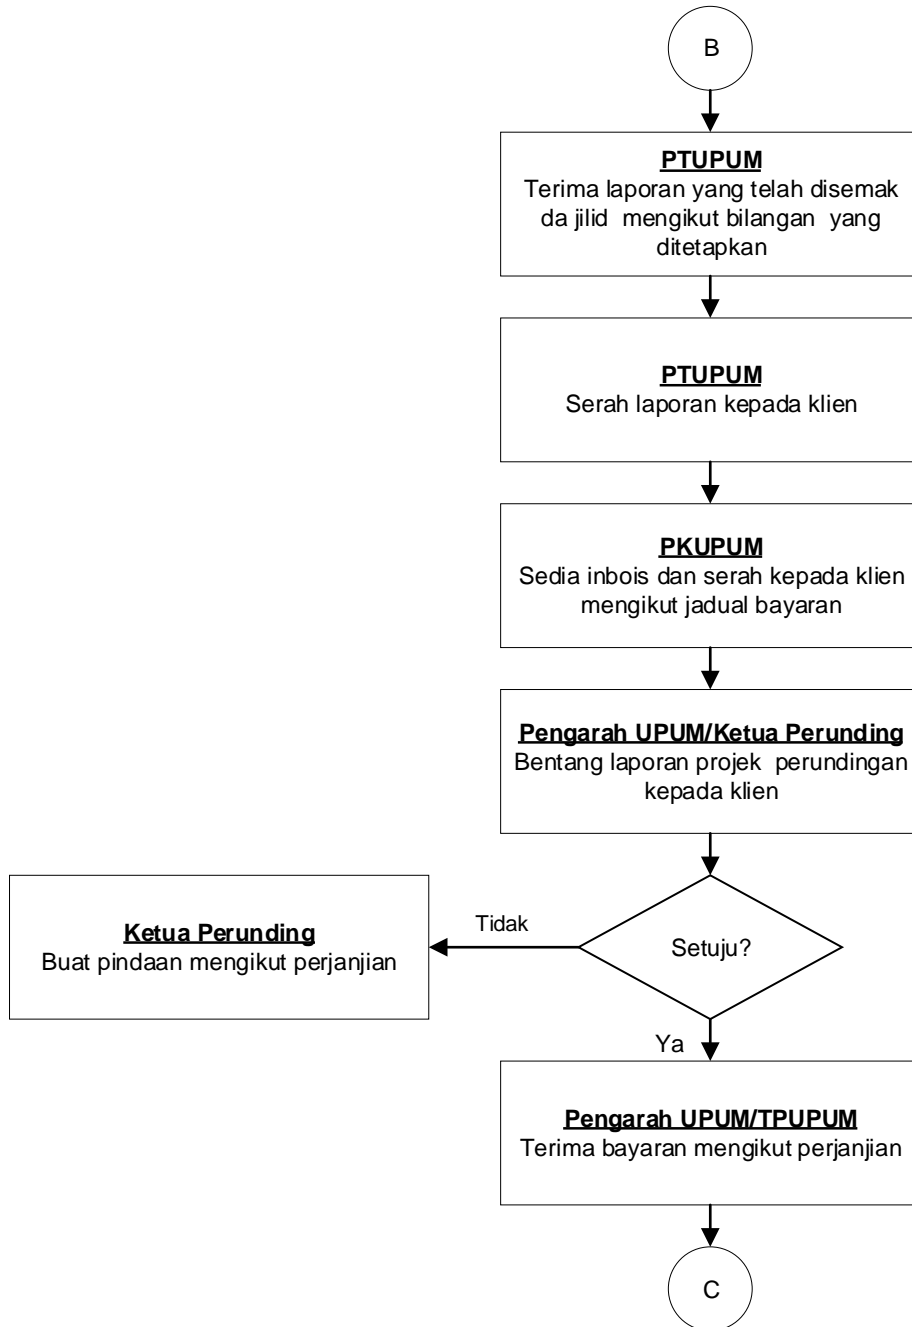 B
PTUPUM
Terima laporan yang telah disemak
da jilid mengikut bilangan yang
ditetapkan
PTUPUM
Serah laporan kepada klien
PKUPUM
Sedia inbois dan serah kepada klien
mengikut jadual bayaran
Pengarah UPUM/Ketua Perunding
Bentang laporan projek perundingan
kepada klien
Setuju?
Tidak
Ketua Perunding
Buat pindaan mengikut perjanjian
Ya
Pengarah UPUM/TPUPUM
Terima bayaran mengikut perjanjian
C